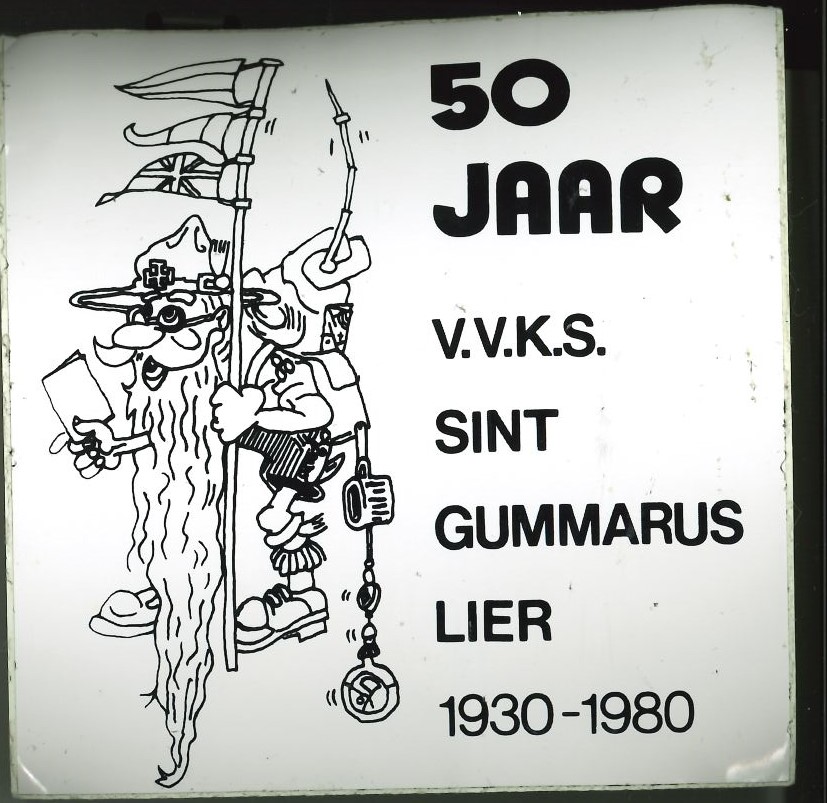 50
JAAR
V.V.K.S.
SINT
GUMMARUS
LIER
1930-1980